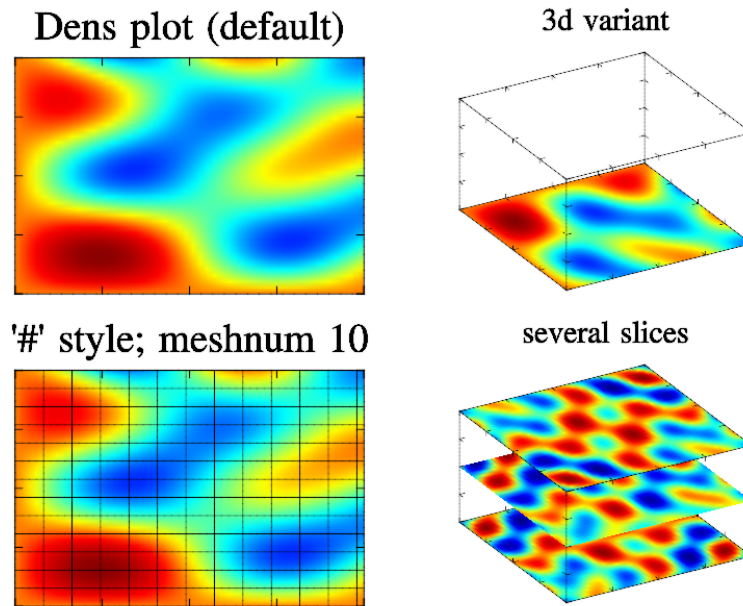 Dens plot (default)
3d variant
'#' style; meshnum 10
several slices